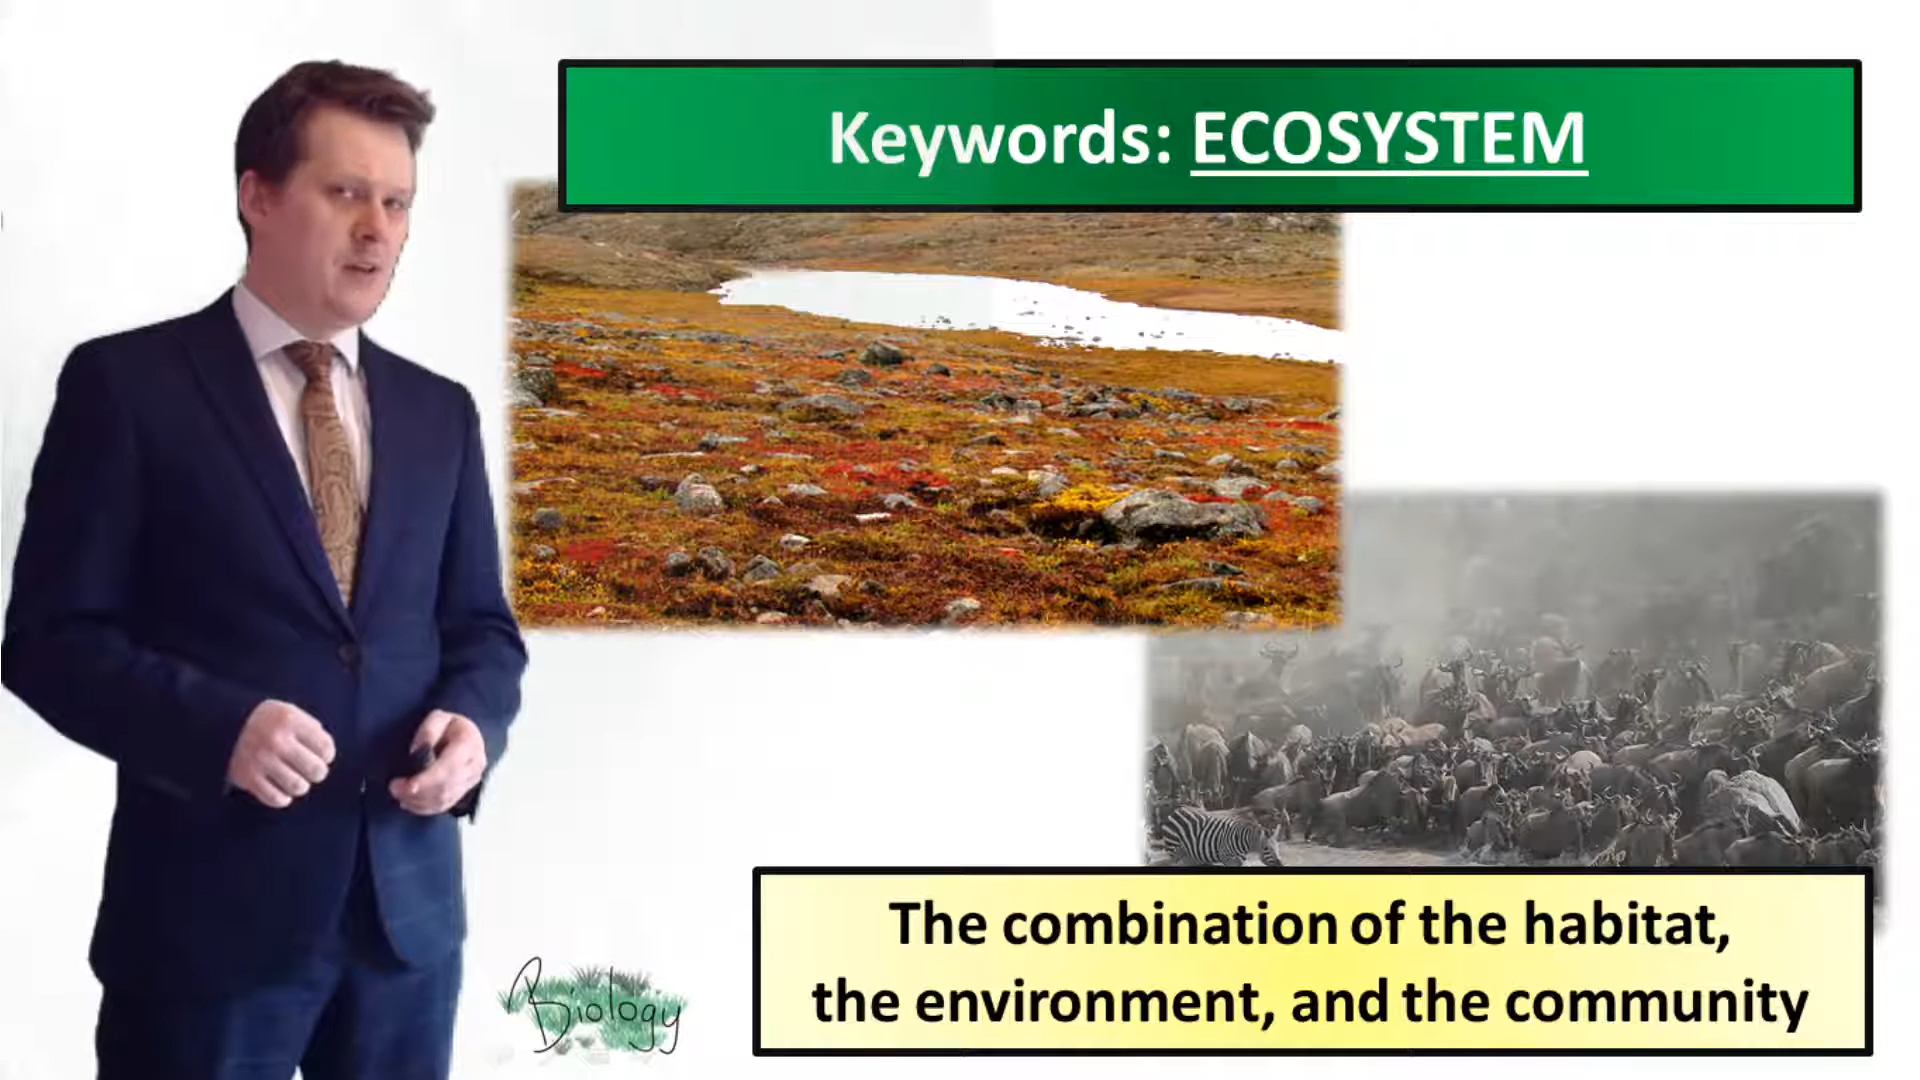 Keywords: ECOSYSTEM
The combination of the habitat,
the environment, and the community
Biology